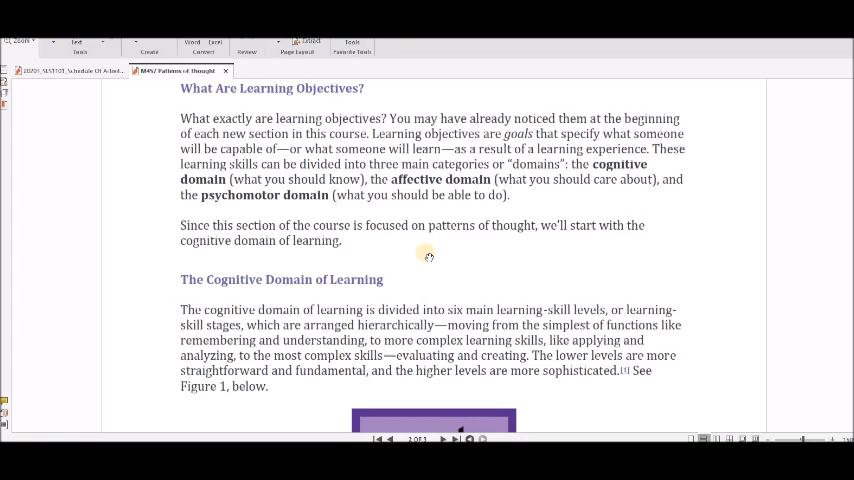 Zoom
Text
Word Excel
Extract
Tools
Tools
Create
Convert
Review
Page Layout
Favorite Tools
M457 Patterns of Thought
What Are Learning Objectives?
What exactly are learning objectives? You may have already noticed them at the beginning
of each new section in this course. Learning objectives are goals that specify what someone
will be capable of—or what someone will learn—as a result of a learning experience. These
learning skills can be divided into three main categories or “domains”: the cognitive
domain (what you should know), the affective domain (what you should care about), and
the psychomotor domain (what you should be able to do).
Since this section of the course is focused on patterns of thought, we’ll start with the
cognitive domain of learning.
The Cognitive Domain of Learning
The cognitive domain of learning is divided into six main learning-skill levels, or learning-
skill stages, which are arranged hierarchically—moving from the simplest of functions like
remembering and understanding, to more complex learning skills, like applying and
analyzing, to the most complex skills—evaluating and creating. The lower levels are more
straightforward and fundamental, and the higher levels are more sophisticated.[4] See
Figure 1, below.
2 OF 3